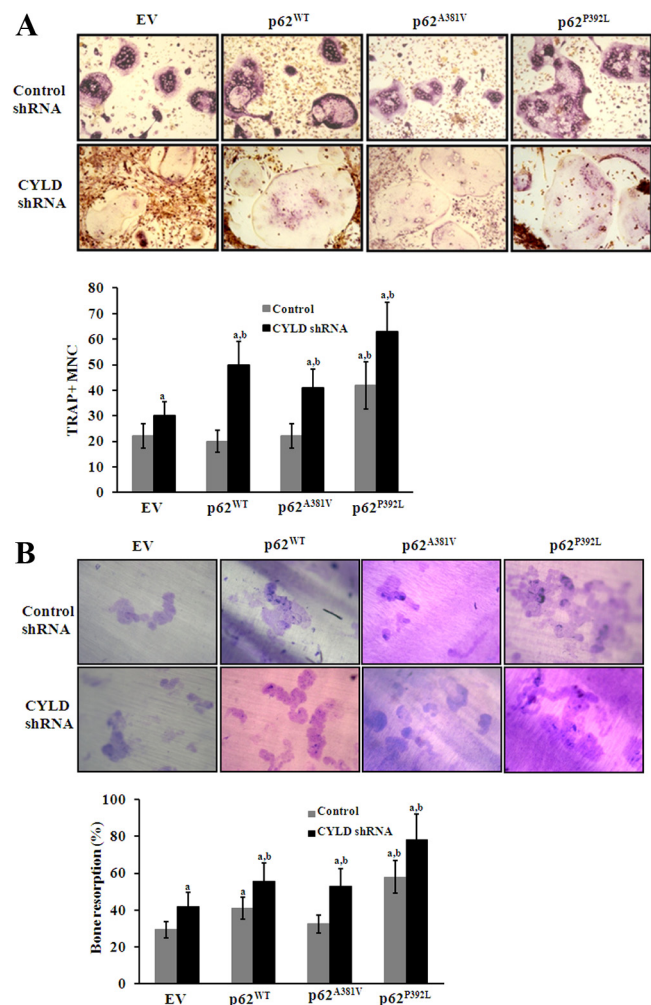 A
EV p62WT p62A381V p62P392L
Control shRNA
CYLD shRNA
80
70
60
50
40
30
20
10
0
TRAP+ MNC
Control
CYLD shRNA
a
a,b
a,b
a,b
a,b
EV p62WT p62A381V p62P392L
B
EV p62WT p62A381V p62P392L
Control shRNA
CYLD shRNA
100
80
60
40
20
0
Bone resorption (%)
Control
CYLD shRNA
a
a
a,b
a,b
a,b
a,b
EV p62WT p62A381V p62P392L